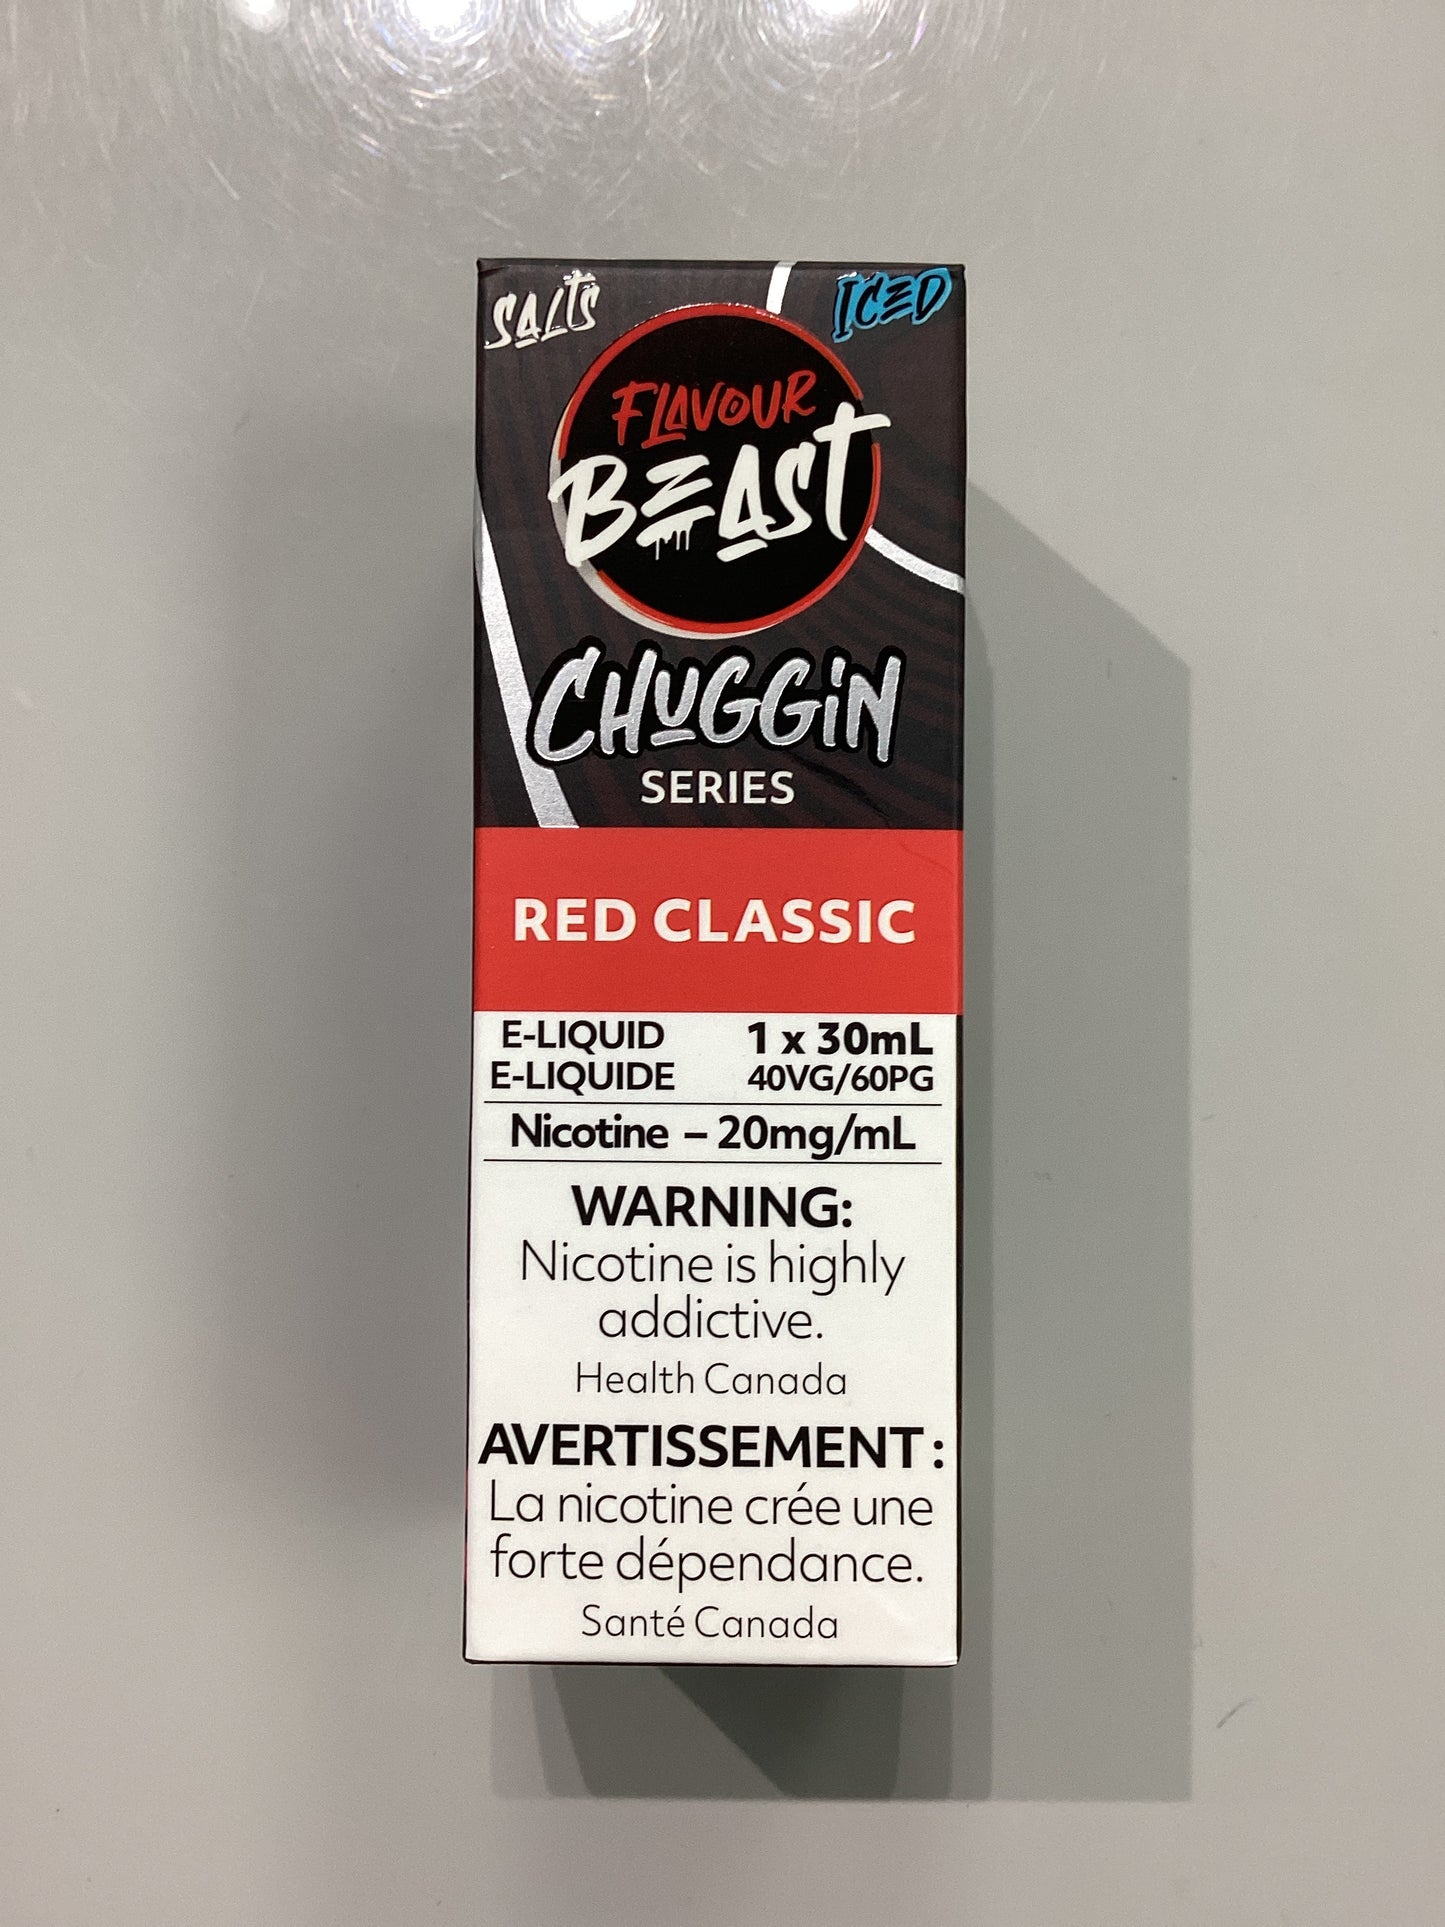 SALTS
ICED
FLAVOUR
BEAST
CHUGGIN
SERIES
RED CLASSIC
E-LIQUID 1 x 30mL
E-LIQUIDE 40VG/60PG
Nicotine – 20mg/mL
WARNING:
Nicotine is highly
addictive.
Health Canada
AVERTISSEMENT :
La nicotine crée une
forte dépendance.
Santé Canada